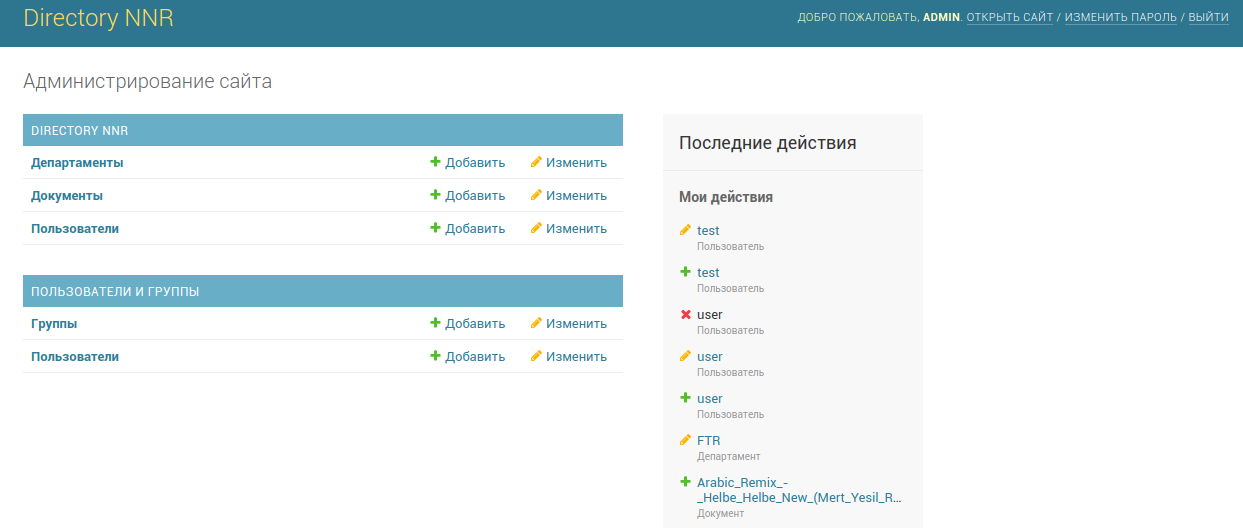 Directory NNR
ДОБРО ПОЖАЛОВАТЬ, ADMIN. ОТКРЫТЬ САЙТ / ИЗМЕНИТЬ ПАРОЛЬ / ВЫЙТИ
Администрирование сайта
DIRECTORY NNR
Департаменты Добавить Изменить
Документы Добавить Изменить
Пользователи Добавить Изменить
ПОЛЬЗОВАТЕЛИ И ГРУППЫ
Группы Добавить Изменить
Пользователи Добавить Изменить
Последние действия
Мои действия
test
Пользователь
test
Пользователь
user
Пользователь
user
Пользователь
user
Пользователь
FTR
Департамент
Arabic_Remix_-
_Helbe_Helbe_New_(Mert_Yesil_R...
Документ